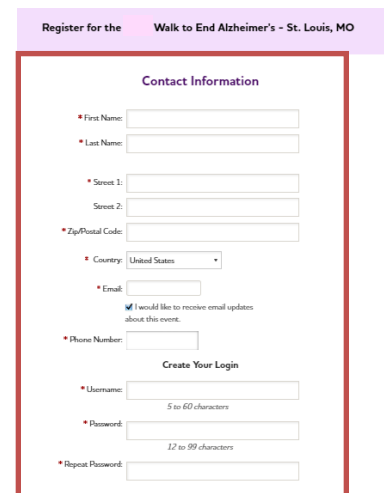 Register for the Walk to End Alzheimer's - St. Louis, MO
Contact Information
* First Name:
* Last Name:
* Street 1:
Street 2:
* Zip/Postal Code:
* Country: United States
* Email:
I would like to receive email updates
about this event.
* Phone Number:
Create Your Login
* Username:
5 to 60 characters
* Password:
12 to 99 characters
* Repeat Password: